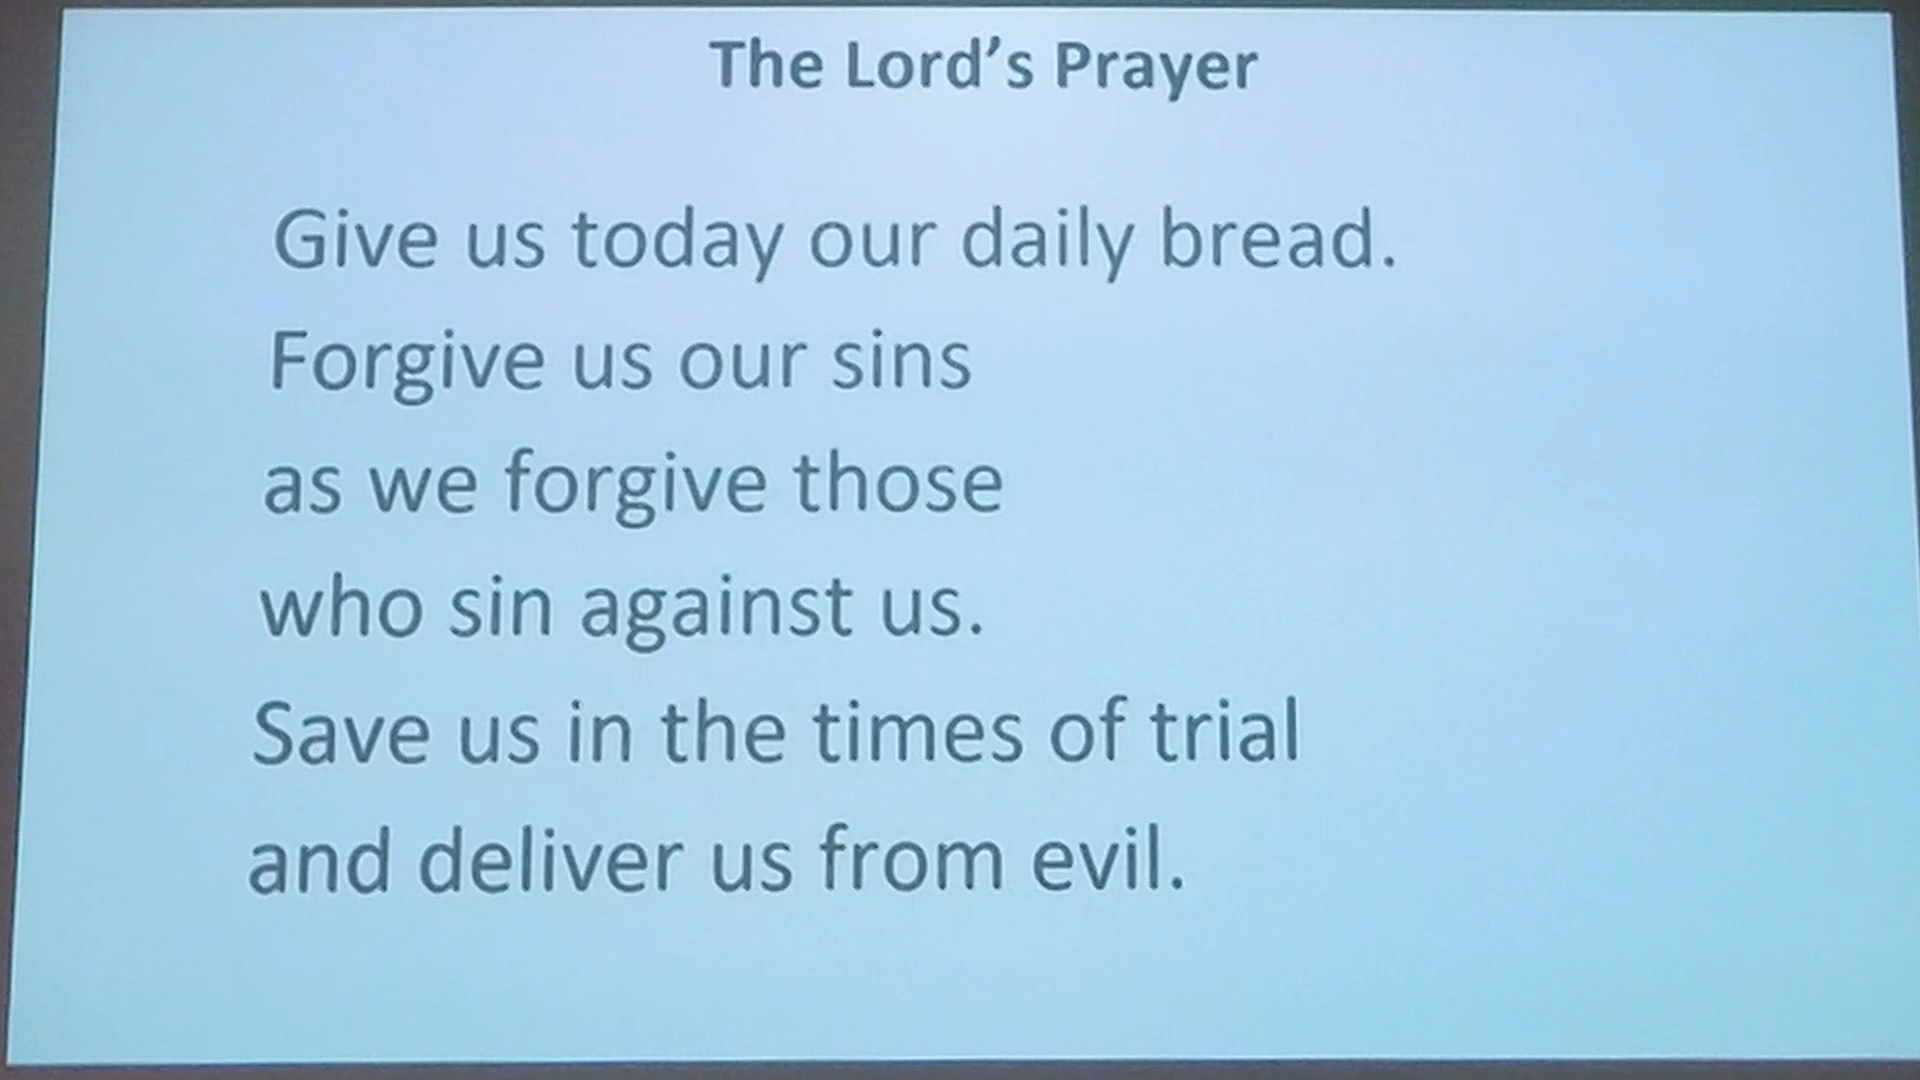 The Lord’s Prayer
Give us today our daily bread.
Forgive us our sins
as we forgive those
who sin against us.
Save us in the times of trial
and deliver us from evil.